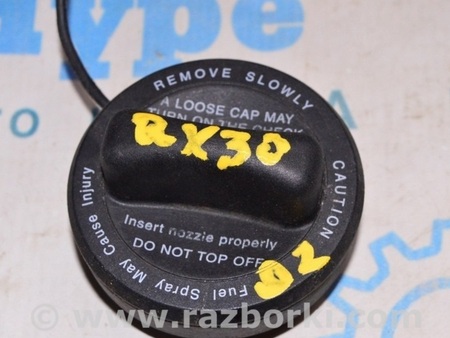 REMOVE SLOWLY
A LOOSE CAP MAY
TURN ON THE CHECK
QX30
Insert nozzle properly
DO NOT TOP OFF
CAUTION
Fuel Spray May Cause Injury
02
www.razborki.com